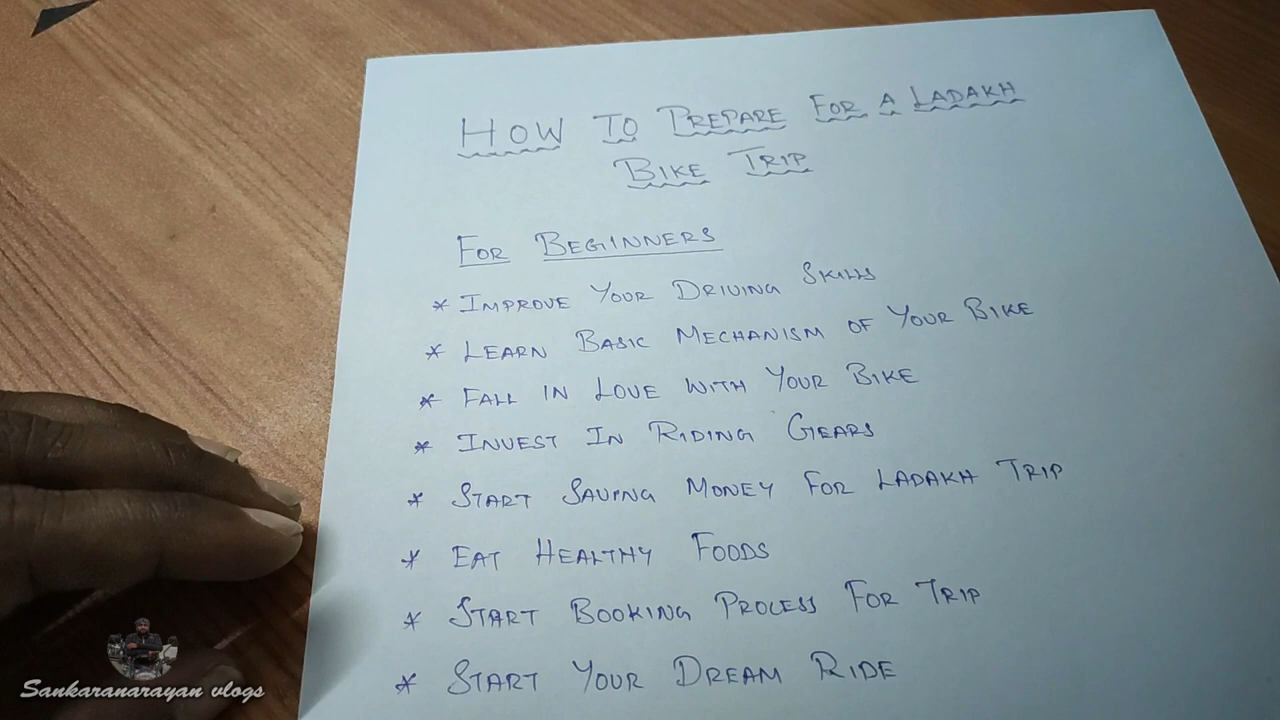 HOW TO PREPARE FOR A LADAKH
BIKE TRIP
FOR BEGINNERS
* IMPROVE YOUR DRIVING SKILLS
* LEARN BASIC MECHANISM OF YOUR BIKE
* FALL IN LOVE WITH YOUR BIKE
* INVEST IN RIDING GEARS
* START SAVING MONEY FOR LADAKH TRIP
* EAT HEALTHY FOODS
* START BOOKING PROCESS FOR TRIP
* START YOUR DREAM RIDE
Sankaranarayan vlogs